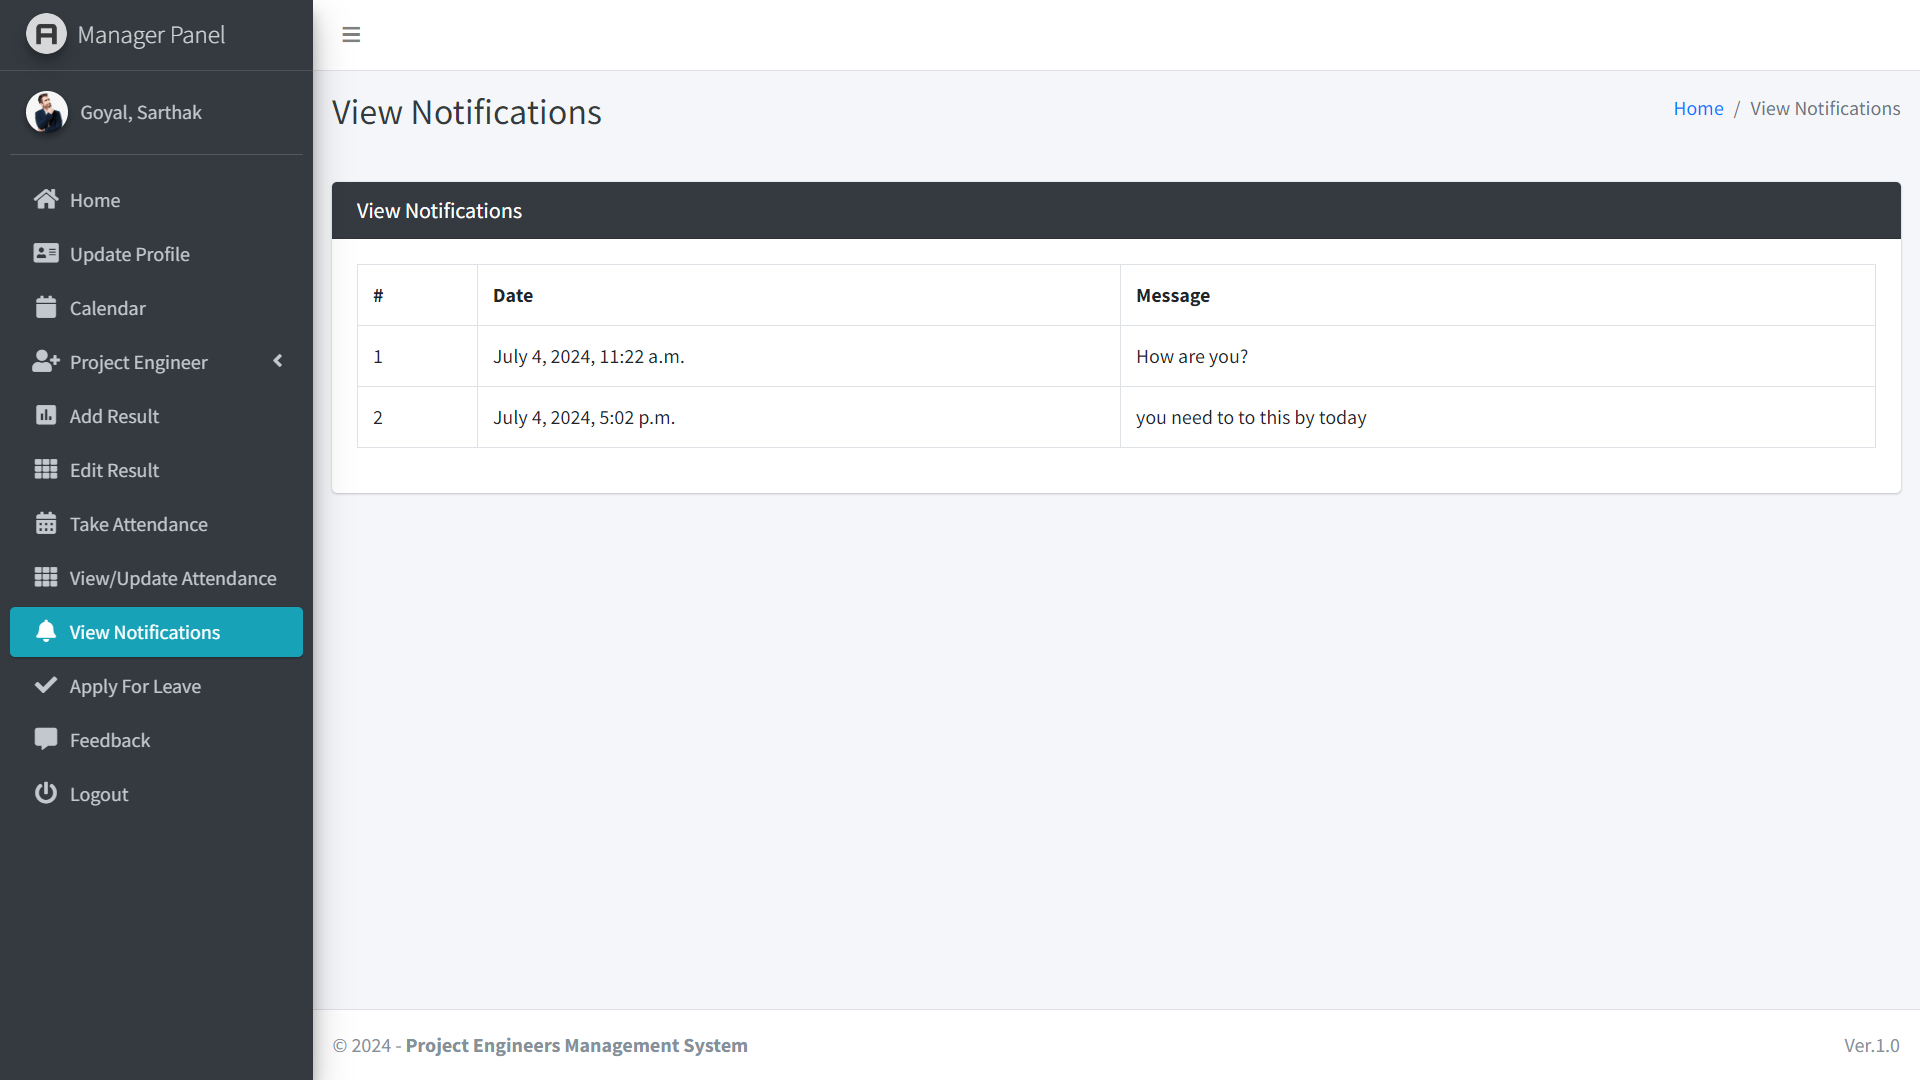 Manager Panel
Goyal, Sarthak
Home
Update Profile
Calendar
Project Engineer
Add Result
Edit Result
Take Attendance
View/Update Attendance
View Notifications
Apply For Leave
Feedback
Logout
View Notifications
Home / View Notifications
View Notifications
# Date Message
1 July 4, 2024, 11:22 a.m. How are you?
2 July 4, 2024, 5:02 p.m. you need to to this by today
© 2024 - Project Engineers Management System
Ver.1.0